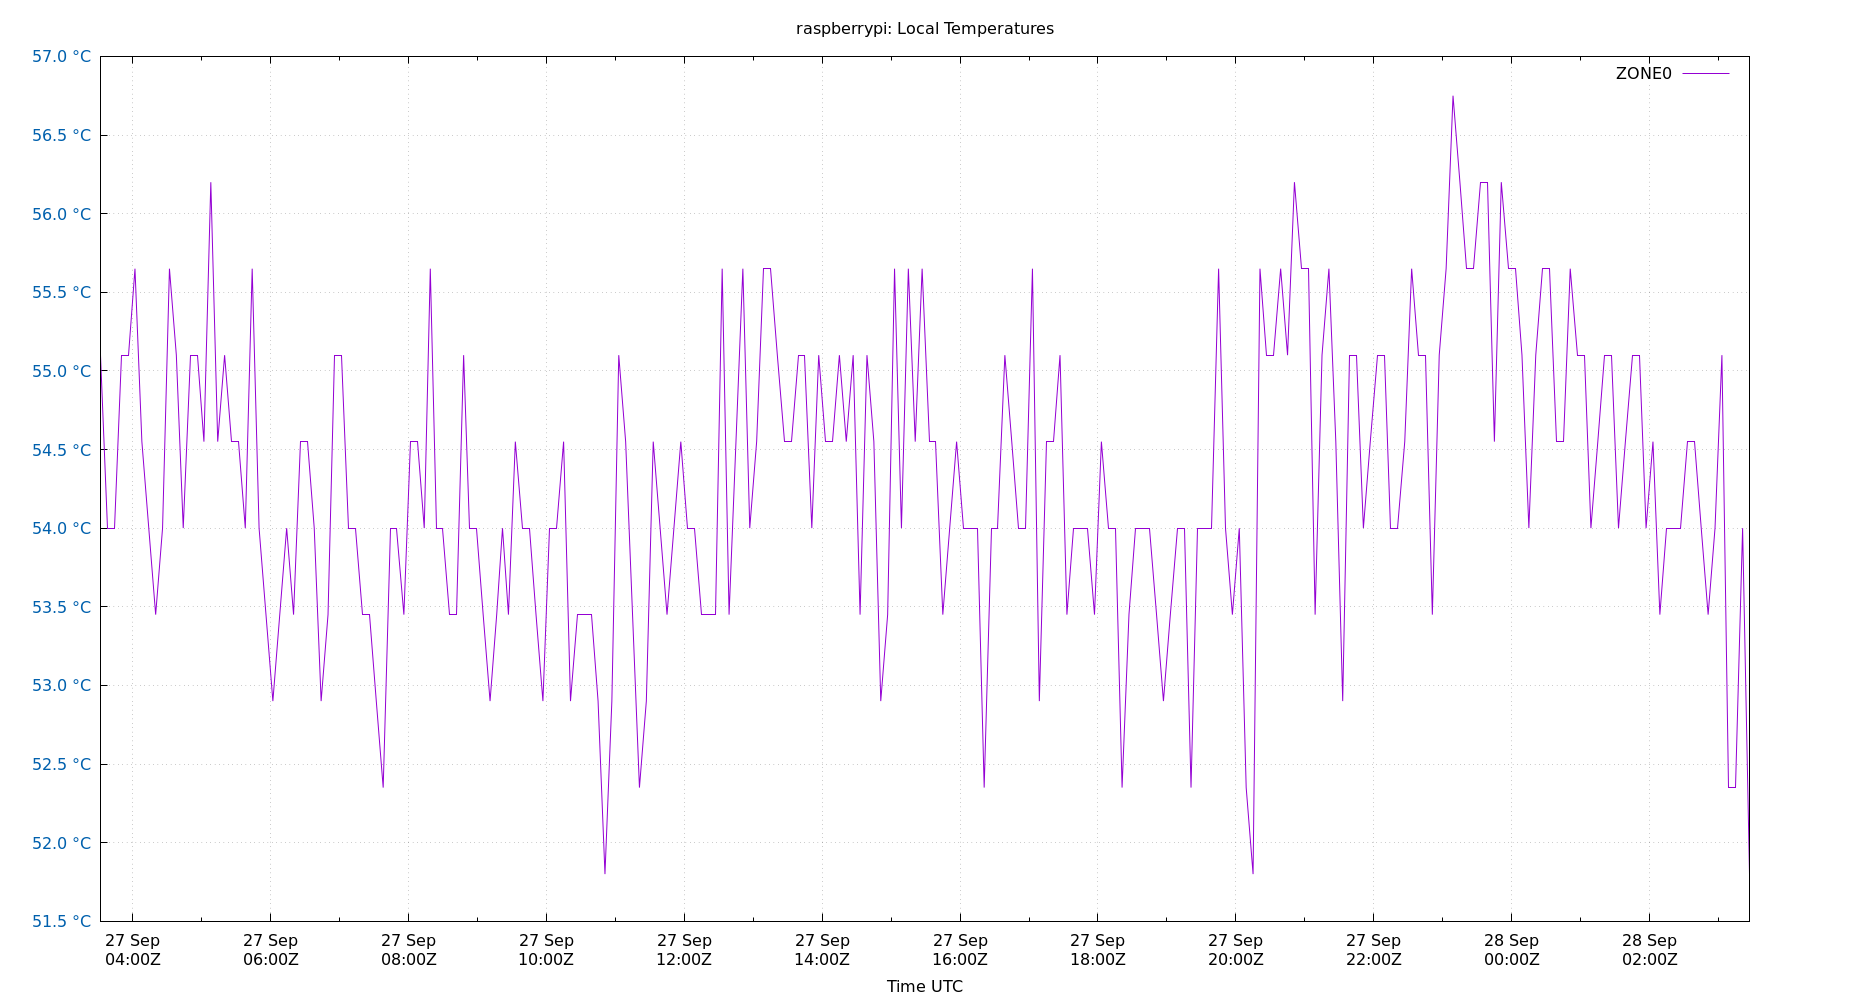 raspberrypi: Local Temperatures
ZONE0
57.0 °C
56.5 °C
56.0 °C
55.5 °C
55.0 °C
54.5 °C
54.0 °C
53.5 °C
53.0 °C
52.5 °C
52.0 °C
51.5 °C
27 Sep 27 Sep 27 Sep 27 Sep 27 Sep 27 Sep 27 Sep 27 Sep 27 Sep 27 Sep 28 Sep 28 Sep
04:00Z 06:00Z 08:00Z 10:00Z 12:00Z 14:00Z 16:00Z 18:00Z 20:00Z 22:00Z 00:00Z 02:00Z
Time UTC